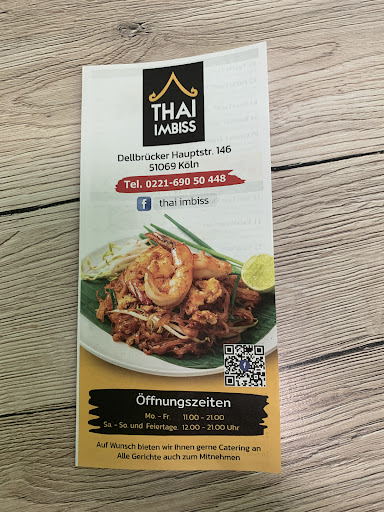 THAI
IMBISS
Dellbrücker Hauptstr. 146
51069 Köln
Tel. 0221-690 50 448
f thai imbiss
Öffnungszeiten
Mo. - Fr. 11.00 - 21.00
Sa. - So. und Feiertage. 12.00 - 21.00 Uhr
Auf Wunsch bieten wir Ihnen gerne Catering an
Alle Gerichte auch zum Mitnehmen